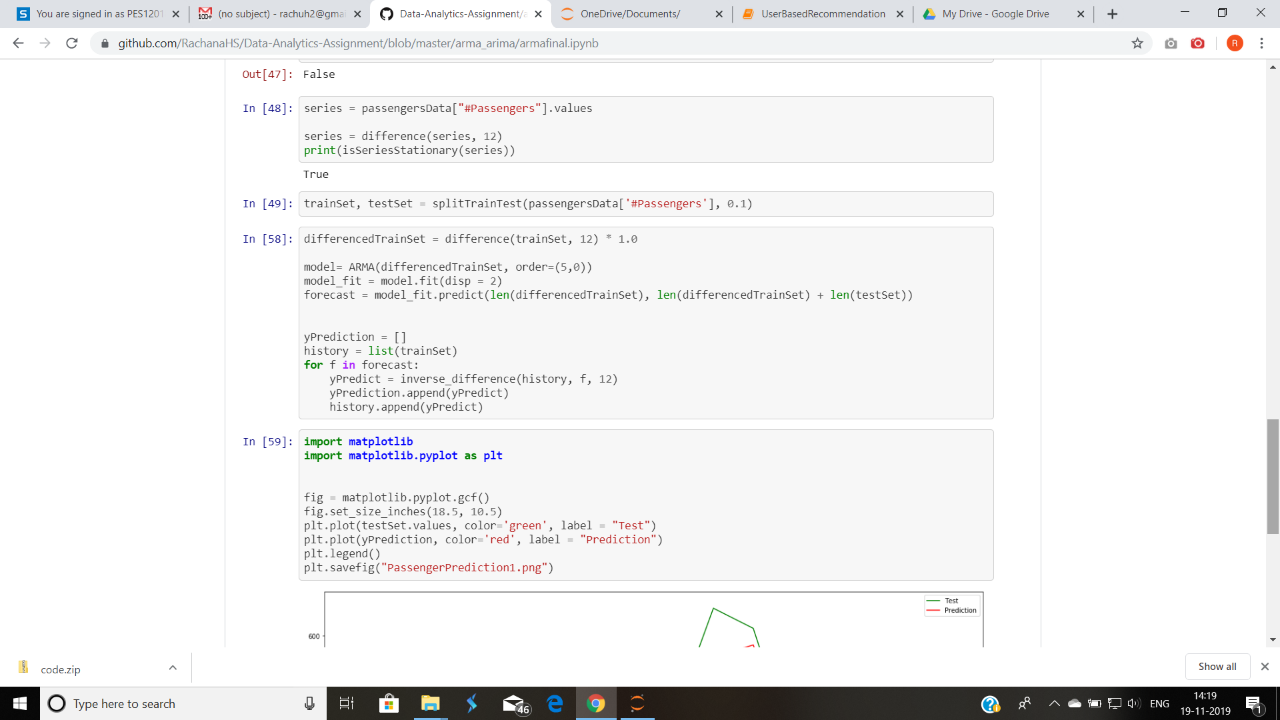 You are signed in as PES1201
(no subject) - rachuh2@gmai
Data-Analytics-Assignment/a
OneDrive/Documents/
UserBasedRecommendation
My Drive - Google Drive
github.com/RachanaHS/Data-Analytics-Assignment/blob/master/arma_arima/armafinal.ipynb
R
Out[47]: False
In [48]: series = passengersData["#Passengers"].values
series = difference(series, 12)
print(isSeriesStationary(series))
True
In [49]: trainSet, testSet = splitTrainTest(passengersData['#Passengers'], 0.1)
In [58]: differencedTrainSet = difference(trainSet, 12) * 1.0
model= ARMA(differencedTrainSet, order=(5,0))
model_fit = model.fit(disp = 2)
forecast = model_fit.predict(len(differencedTrainSet), len(differencedTrainSet) + len(testSet))
yPrediction = []
history = list(trainSet)
for f in forecast:
    yPredict = inverse_difference(history, f, 12)
    yPrediction.append(yPredict)
    history.append(yPredict)
In [59]: import matplotlib
import matplotlib.pyplot as plt
fig = matplotlib.pyplot.gcf()
fig.set_size_inches(18.5, 10.5)
plt.plot(testSet.values, color='green', label = "Test")
plt.plot(yPrediction, color='red', label = "Prediction")
plt.legend()
plt.savefig("PassengerPrediction1.png")
Test
Prediction
600
code.zip
Show all
Type here to search
46
ENG
14:19
19-11-2019
1